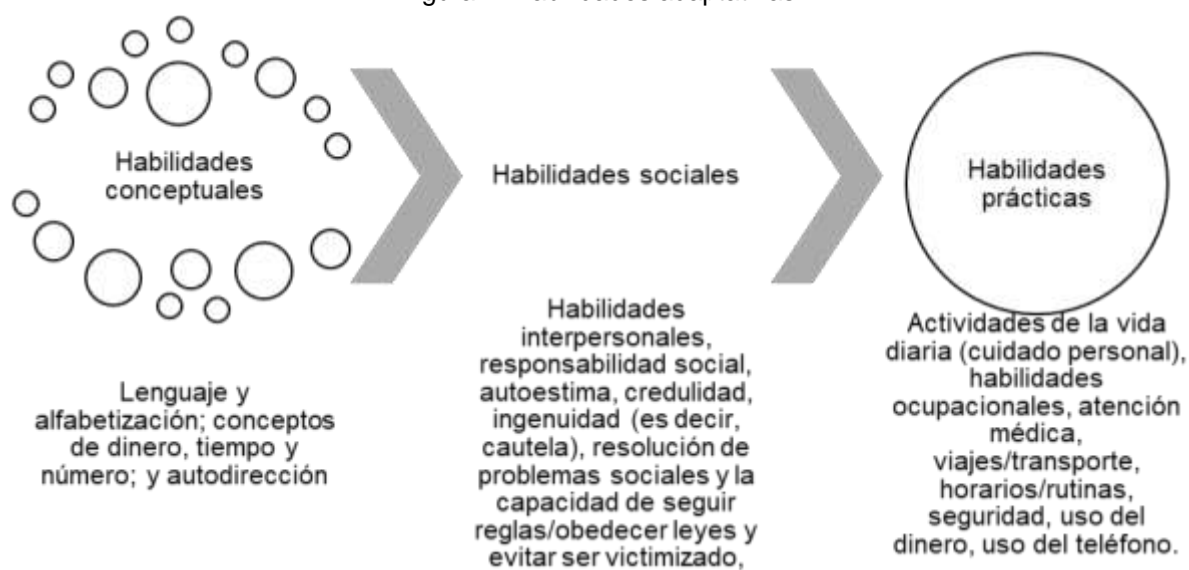 Habilidades
conceptuales
Lenguaje y
alfabetización; conceptos
de dinero, tiempo y
número; y autodirección
Habilidades sociales
Habilidades
interpersonales,
responsabilidad social,
autoestima, credulidad,
ingenuidad (es decir,
cautela), resolución de
problemas sociales y la
capacidad de seguir
reglas/obedecer leyes y
evitar ser victimizado,
Habilidades
prácticas
Actividades de la vida
diaria (cuidado personal),
habilidades
ocupacionales, atención
médica,
viajes/transporte,
horarios/rutinas,
seguridad, uso del
dinero, uso del teléfono.